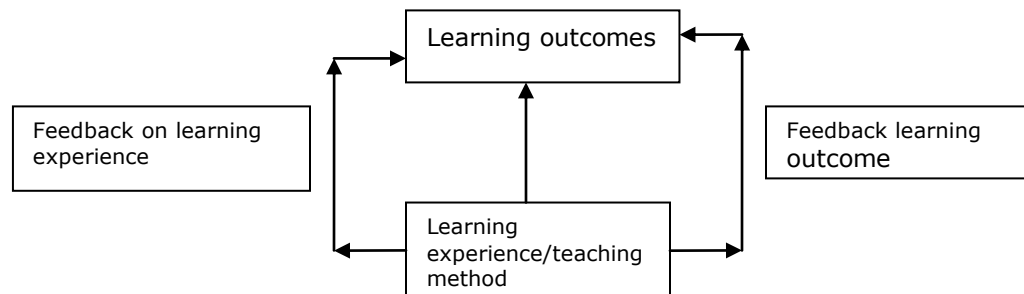 Learning outcomes
Feedback on learning
experience
Feedback learning
outcome
Learning
experience/teaching
method